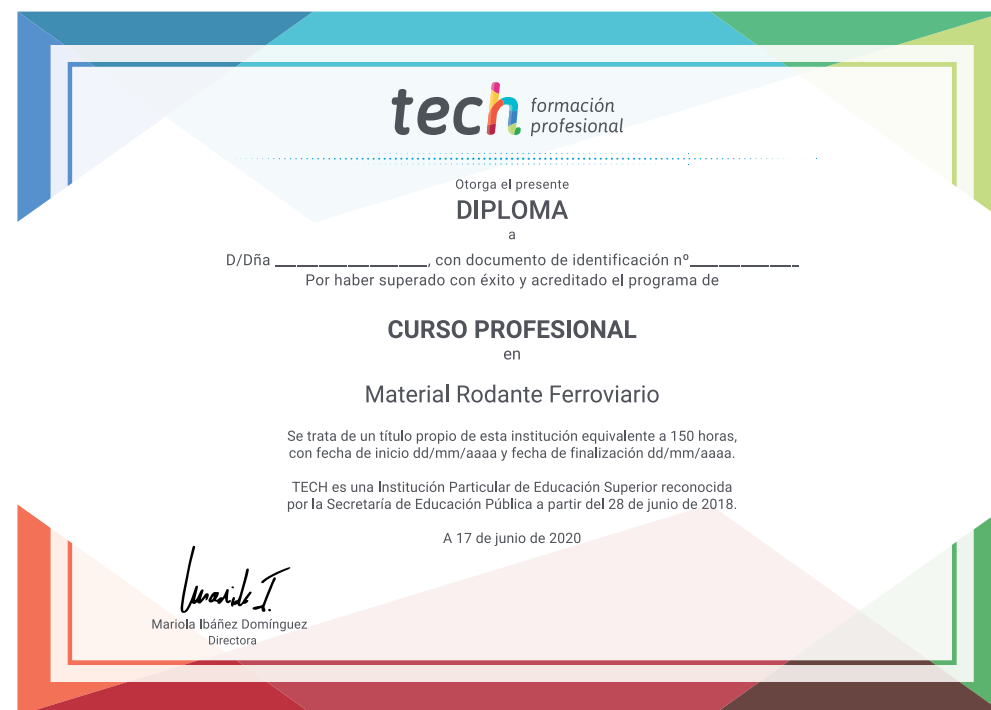 tech formación
profesional
Otorga el presente
DIPLOMA
a
D/Dña ______________, con documento de identificación nº__________
Por haber superado con éxito y acreditado el programa de
CURSO PROFESIONAL
en
Material Rodante Ferroviario
Se trata de un título propio de esta institución equivalente a 150 horas,
con fecha de inicio dd/mm/aaaa y fecha de finalización dd/mm/aaaa.
TECH es una Institución Particular de Educación Superior reconocida
por la Secretaría de Educación Pública a partir del 28 de junio de 2018.
A 17 de junio de 2020
Mariola I.
Mariola Ibáñez Domínguez
Directora